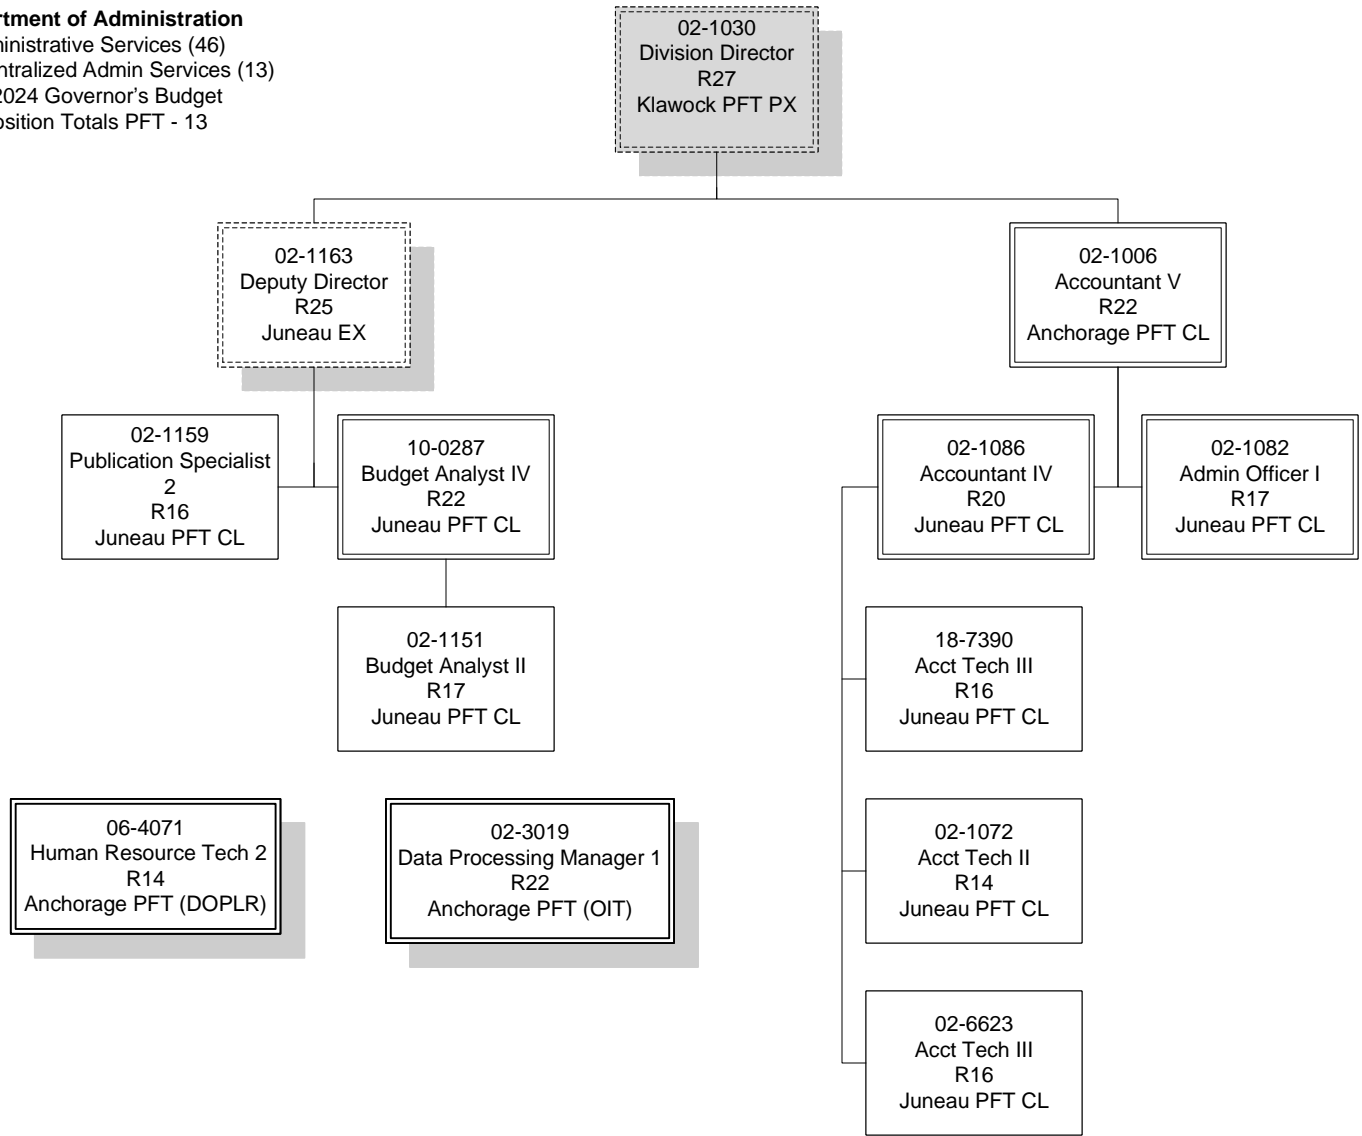 rtment of Administration
ministrative Services (46)
ntralized Admin Services (13)
2024 Governor's Budget
osition Totals PFT - 13
02-1030
Division Director
R27
Klawock PFT PX
02-1163
Deputy Director
R25
Juneau EX
02-1006
Accountant V
R22
Anchorage PFT CL
02-1159
Publication Specialist
2
R16
Juneau PFT CL
10-0287
Budget Analyst IV
R22
Juneau PFT CL
02-1086
Accountant IV
R20
Juneau PFT CL
02-1082
Admin Officer I
R17
Juneau PFT CL
02-1151
Budget Analyst II
R17
Juneau PFT CL
18-7390
Acct Tech III
R16
Juneau PFT CL
06-4071
Human Resource Tech 2
R14
Anchorage PFT (DOPLR)
02-3019
Data Processing Manager 1
R22
Anchorage PFT (OIT)
02-1072
Acct Tech II
R14
Juneau PFT CL
02-6623
Acct Tech III
R16
Juneau PFT CL